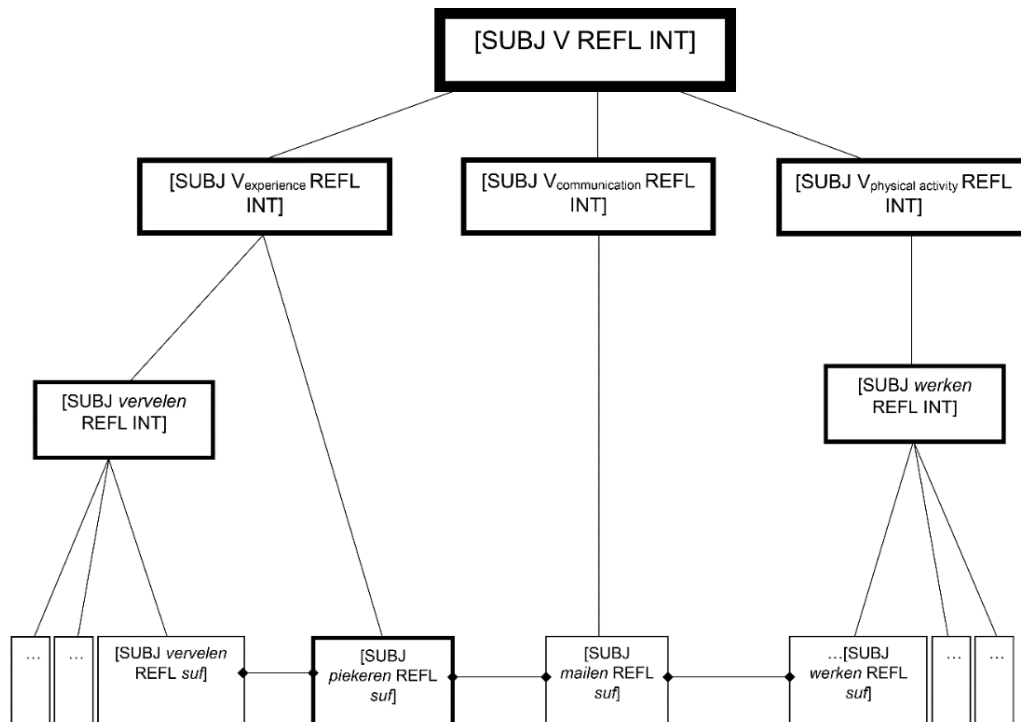 [SUBJ V REFL INT]
[SUBJ Vexperience REFL
INT]
[SUBJ Vcommunication REFL
INT]
[SUBJ Vphysical activity REFL
INT]
[SUBJ vervelen
REFL INT]
[SUBJ werken
REFL INT]
...
...
[SUBJ vervelen
REFL suf]
[SUBJ
piekeren REFL
suf]
[SUBJ
mailen REFL
suf]
...[SUBJ
werken REFL
suf]
...
...